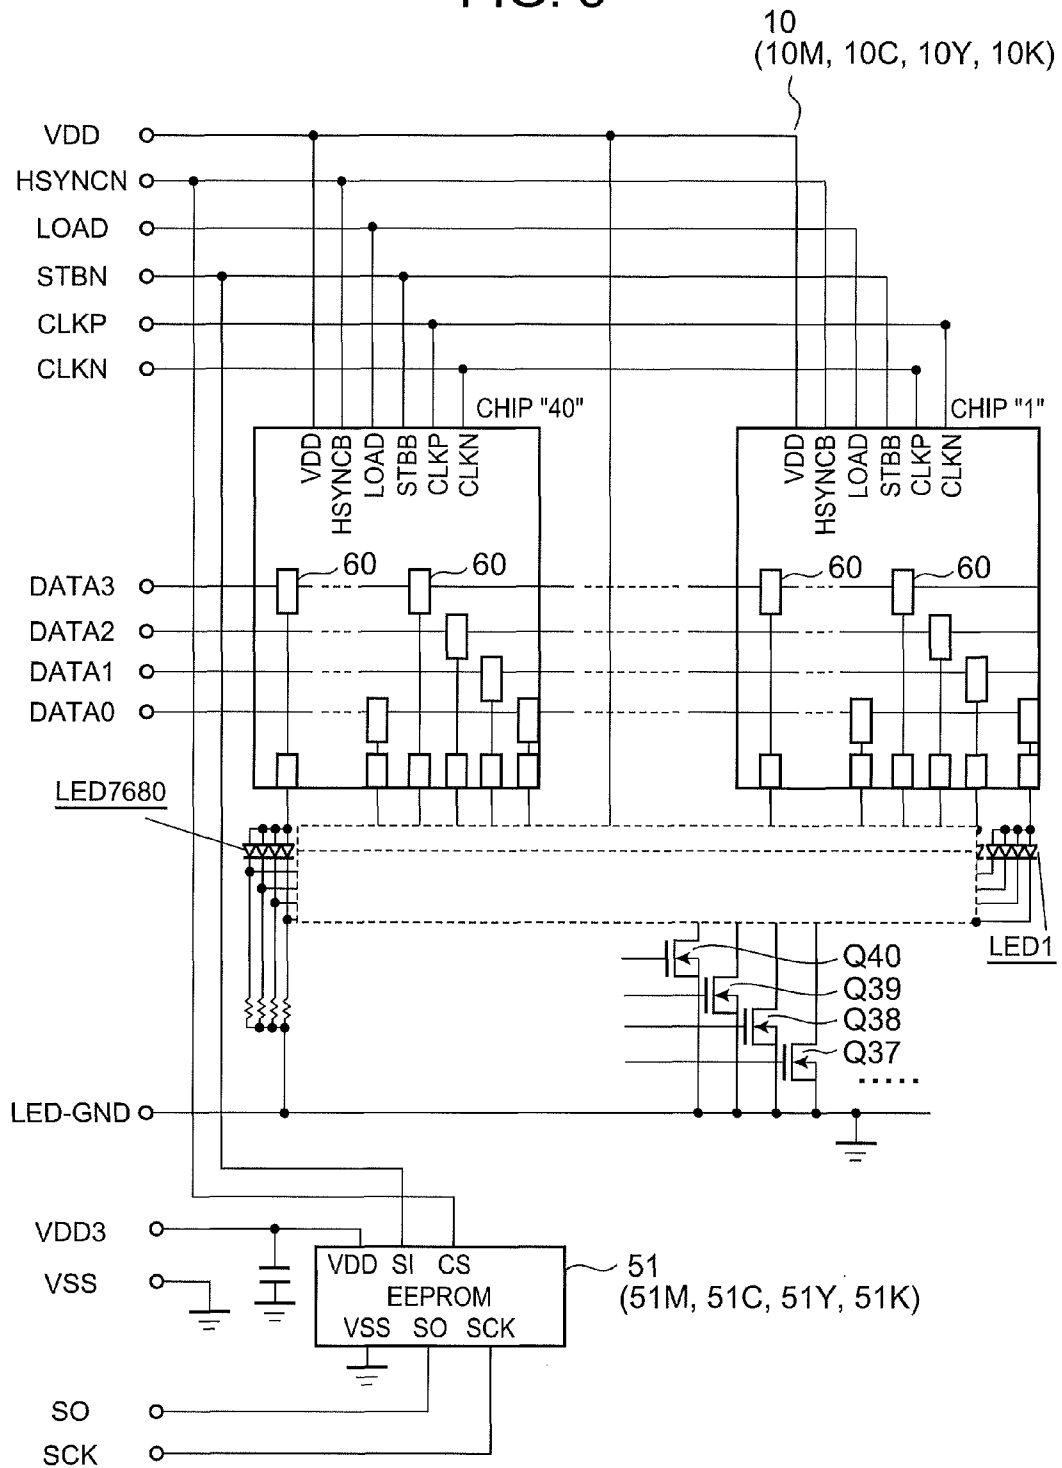 10
(10M, 10C, 10Y, 10K)
VDD
HSYNCN
LOAD
STBN
CLKP
CLKN
CHIP "40"
CHIP "1"
VDD
HSYNCB
LOAD
STBB
CLKP
CLKN
VDD
HSYNCB
LOAD
STBB
CLKP
CLKN
60
60
60
60
DATA3
DATA2
DATA1
DATA0
LED7680
LED1
Q40
Q39
Q38
Q37
.....
LED-GND
VDD3
VDD SI CS
51
VSS
EEPROM
(51M, 51C, 51Y, 51K)
VSS SO SCK
SO
SCK